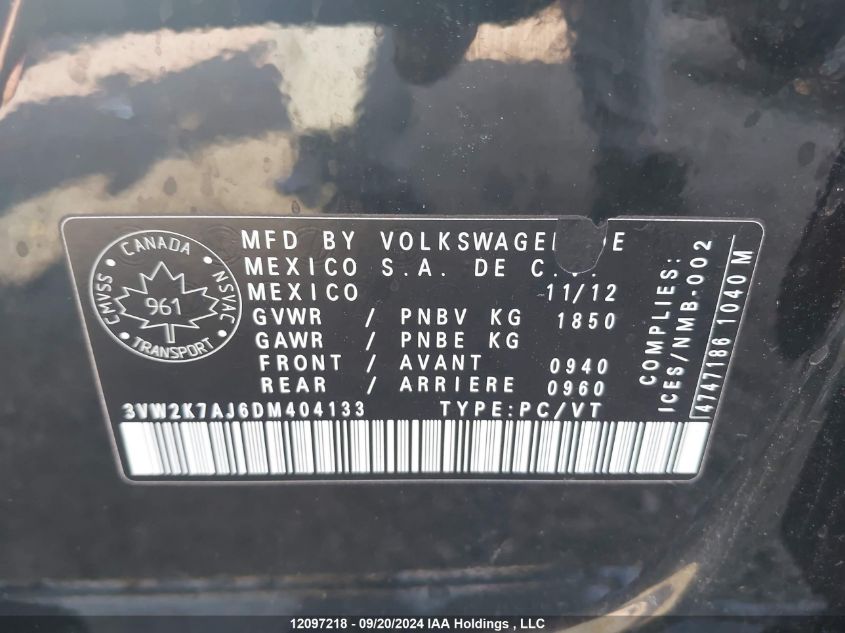 CANADA
CMVSS
NSVAC
961
TRANSPORT
MFD BY
MEXICO S.A. DE
MEXICO 11/12
GVWR / PNBV KG 1850
GAWR / PNBE KG
FRONT / AVANT 0940
REAR / ARRIERE 0960
3VW2K7AJ6DM404133 TYPE:PC/VT
COMPLIES:
ICES/NMB-002
4747186 1040 M
12097218 - 09/20/2024 IAA Holdings , LLC